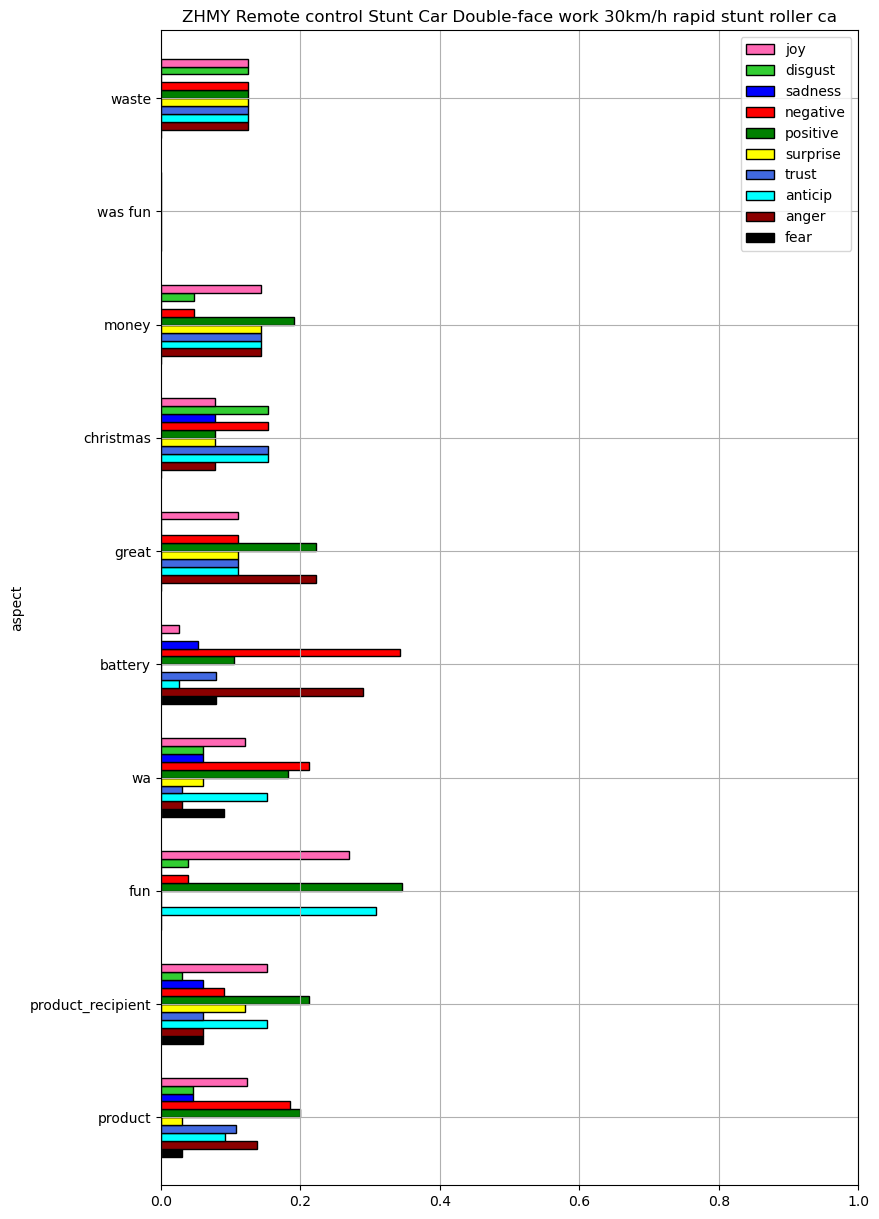 ZHMY Remote control Stunt Car Double-face work 30km/h rapid stunt roller ca
joy
disgust
sadness
negative
positive
surprise
trust
anticip
anger
fear
waste
was fun
money
christmas
great
battery
wa
fun
product_recipient
product
aspect
0.0 0.2 0.4 0.6 0.8 1.0